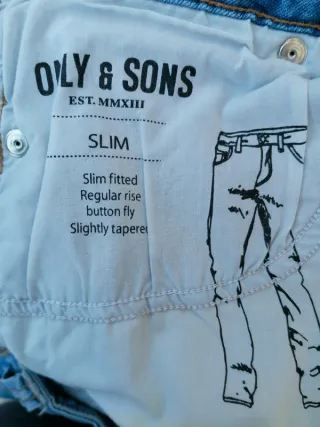 ONLY & SONS
EST. MMXIII
SLIM
Slim fitted
Regular rise
button fly
Slightly tapered